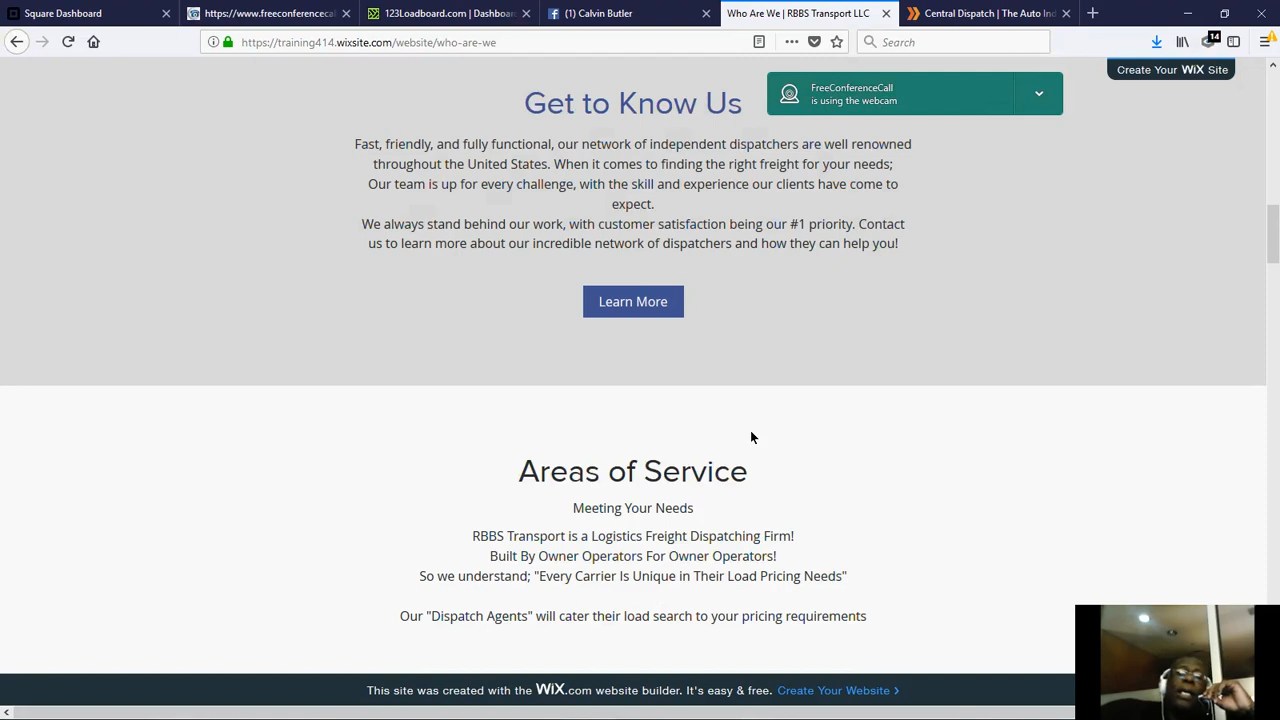 Square Dashboard
https://www.freeconferencecal
123Loadboard.com | Dashboar
(1) Calvin Butler
Who Are We | RBBS Transport LLC
Central Dispatch | The Auto Ind
https://training414.wixsite.com/website/who-are-we
Search
14
Create Your WiX Site
FreeConferenceCall
is using the webcam
Get to Know Us
Fast, friendly, and fully functional, our network of independent dispatchers are well renowned
throughout the United States. When it comes to finding the right freight for your needs;
Our team is up for every challenge, with the skill and experience our clients have come to
expect.
We always stand behind our work, with customer satisfaction being our #1 priority. Contact
us to learn more about our incredible network of dispatchers and how they can help you!
Learn More
Areas of Service
Meeting Your Needs
RBBS Transport is a Logistics Freight Dispatching Firm!
Built By Owner Operators For Owner Operators!
So we understand; "Every Carrier Is Unique in Their Load Pricing Needs"
Our "Dispatch Agents" will cater their load search to your pricing requirements
This site was created with the WiX.com website builder. It's easy & free. Create Your Website >